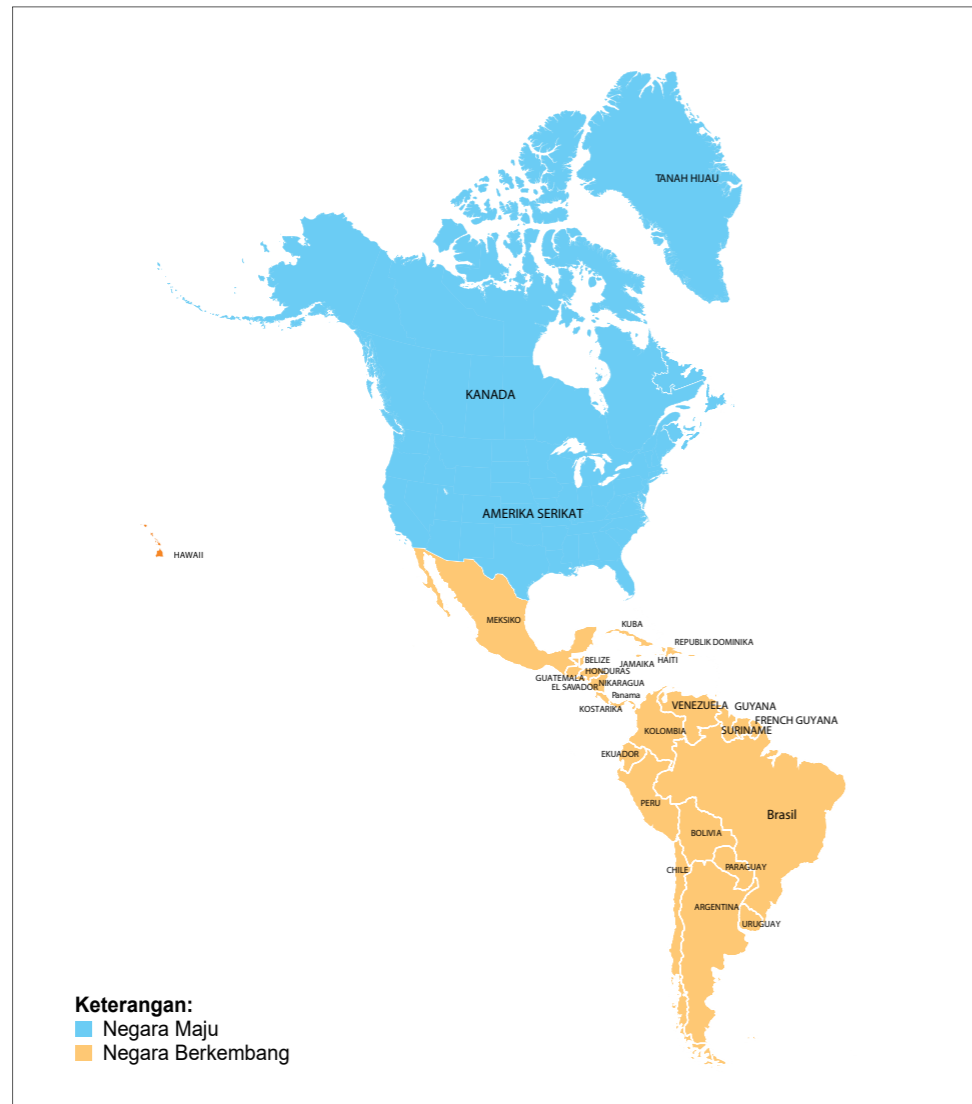 TANAH HIJAU
KANADA
AMERIKA SERIKAT
HAWAII
MEKSIKO
KUBA
REPUBLIK DOMINIKA
BELIZE
JAMAIKA
HAITI
HONDURAS
GUATEMALA
NIKARAGUA
EL SAVADOR
Panama
KOSTARIKA
VENEZUELA
GUYANA
FRENCH GUYANA
SURINAME
KOLOMBIA
EKUADOR
PERU
Brasil
BOLIVIA
CHILE
PARAGUAY
ARGENTINA
URUGUAY
Keterangan:
Negara Maju
Negara Berkembang